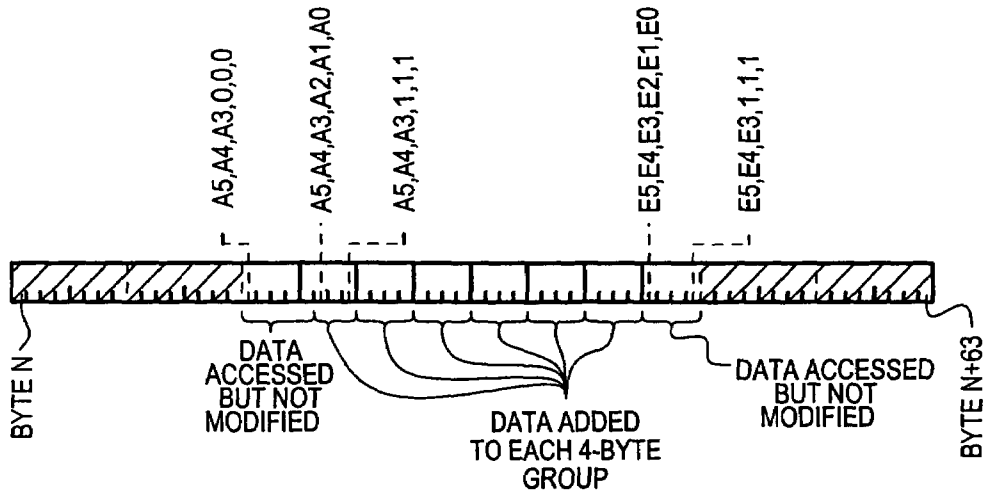 A5,A4,A3,0,0,0
A5,A4,A3,A2,A1,A0
A5,A4,A3,1,1,1
E5,E4,E3,E2,E1,E0
E5,E4,E3,1,1,1
BYTE N
DATA
ACCESSED
BUT NOT
MODIFIED
DATA ADDED
TO EACH 4-BYTE
GROUP
DATA ACCESSED
BUT NOT
MODIFIED
BYTE N+63